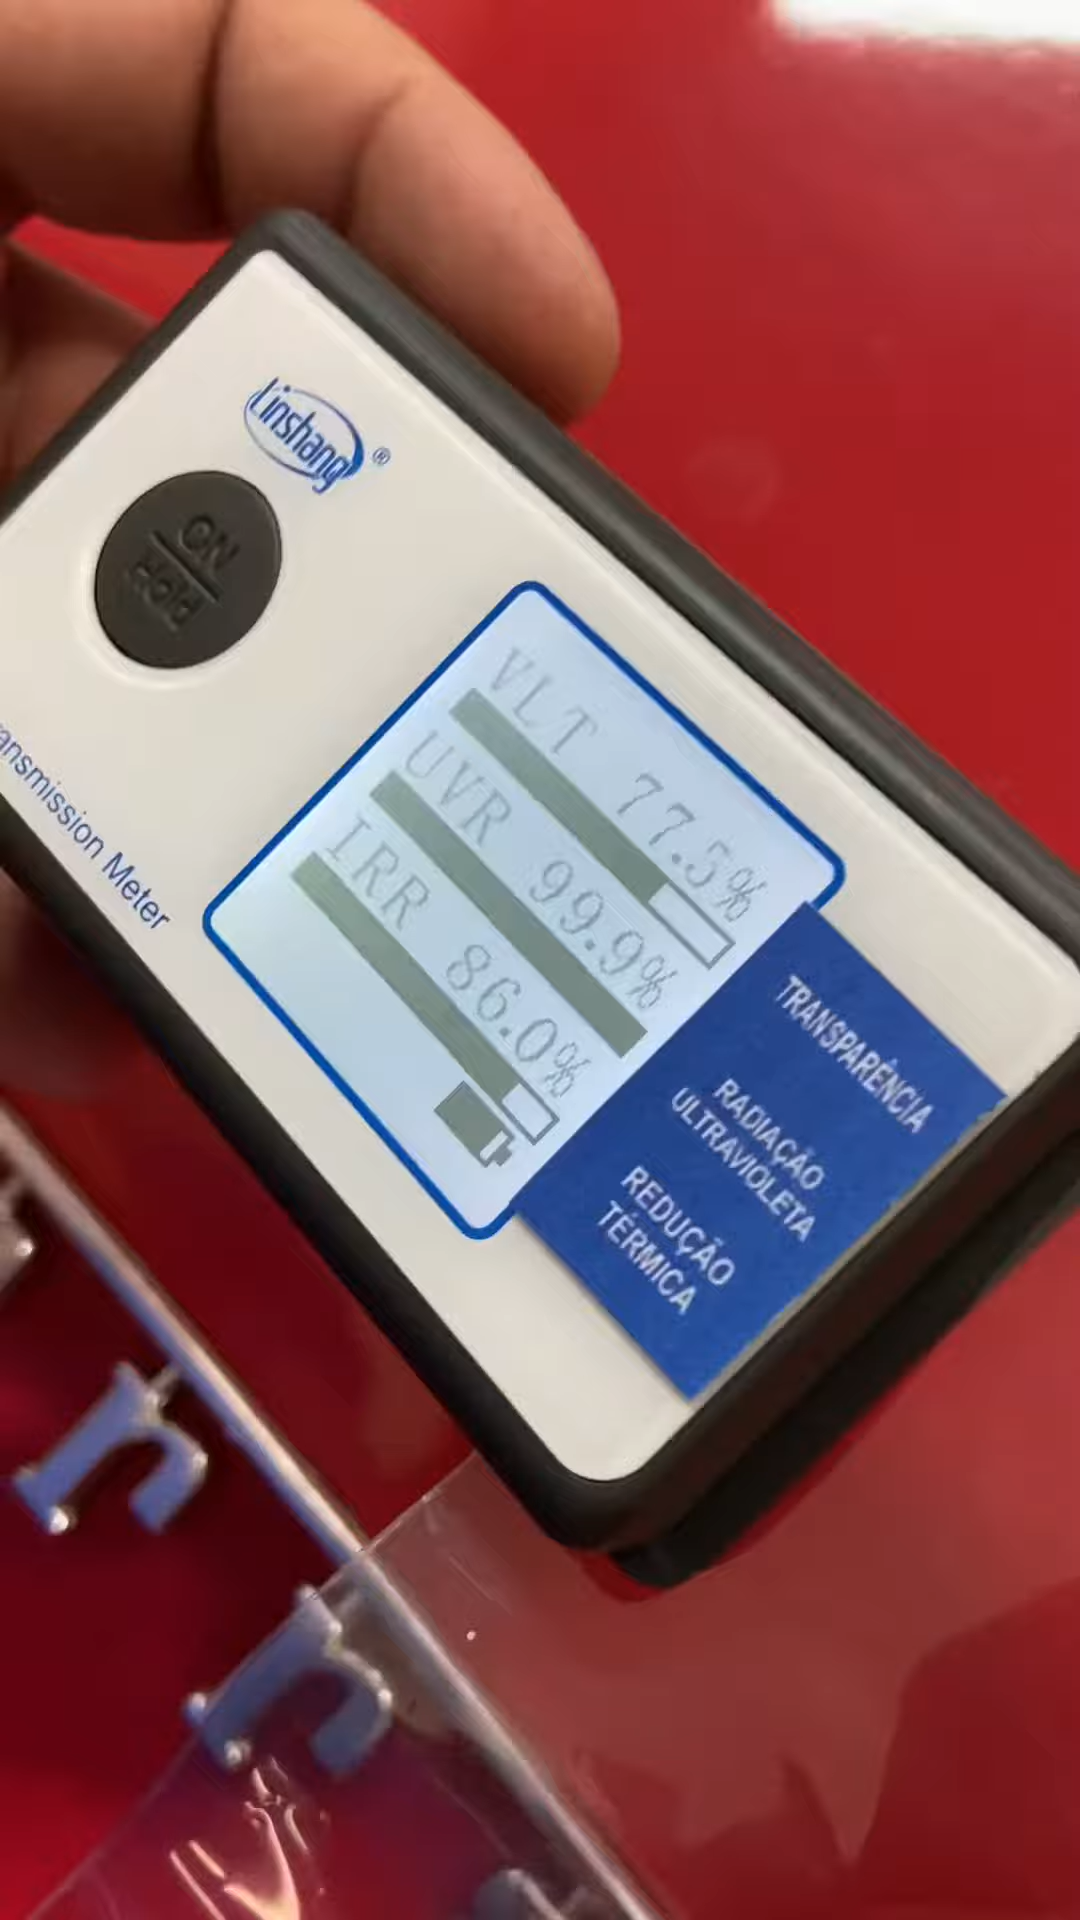 Linshang®
ON
Hold
ansmission Meter
VLT 77.5%
UVR 99.9%
IRR 86.0%
TRANSPARÊNCIA
RADIAÇÃO
ULTRAVIOLETA
REDUÇÃO
TÉRMICA
r
r